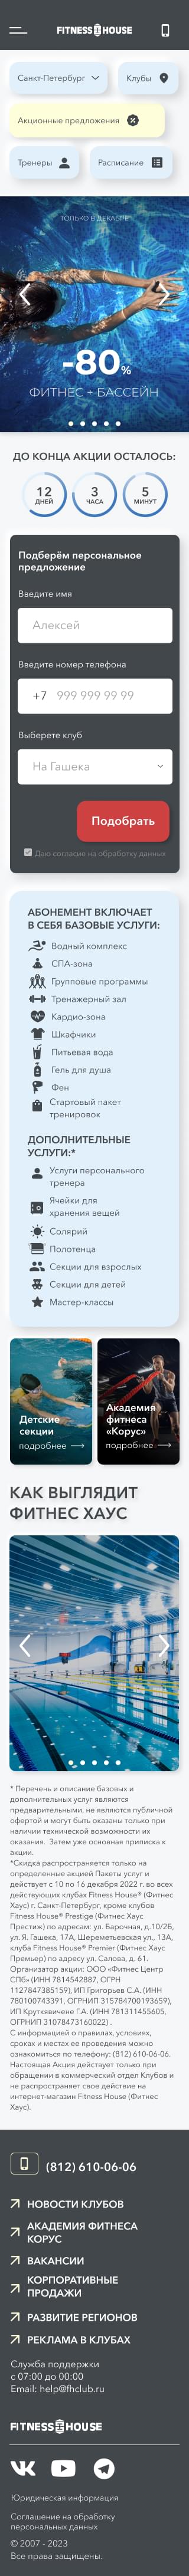 FITNESS HOUSE
Санкт-Петербург
Клубы
Акционные предложения
Тренеры
Расписание
ТОЛЬКО В ДЕКАБРЕ
-80%
ФИТНЕС + БАССЕЙН
ДО КОНЦА АКЦИИ ОСТАЛОСЬ:
12 ДНЕЙ
3 ЧАСА
5 МИНУТ
Подберём персональное
предложение
Введите имя
Алексей
Введите номер телефона
+7 999 999 99 99
Выберете клуб
На Гашека
Подобрать
Даю согласие на обработку данных
АБОНЕМЕНТ ВКЛЮЧАЕТ
В СЕБЯ БАЗОВЫЕ УСЛУГИ:
Водный комплекс
СПА-зона
Групповые программы
Тренажерный зал
Кардио-зона
Шкафчики
Питьевая вода
Гель для душа
Фен
Стартовый пакет
тренировок
ДОПОЛНИТЕЛЬНЫЕ
УСЛУГИ:*
Услуги персонального
тренера
Ячейки для
хранения вещей
Солярий
Полотенца
Секции для взрослых
Секции для детей
Мастер-классы
Детские
секции
подробнее
Академия
фитнеса
«Корус»
подробнее
КАК ВЫГЛЯДИТ
ФИТНЕС ХАУС
* Перечень и описание базовых и
дополнительных услуг являются
предварительными, не являются публичной
офертой и могут быть оказаны только при
наличии технической возможности их
оказания. Затем уже основная приписка к
акции.
*Скидка распространяется только на
определенные акцией Пакеты услуг и
действует с 10 по 16 декабря 2022 г. во всех
действующих клубах Fitness House® (Фитнес
Хаус) г. Санкт-Петербург, кроме клубов
Fitness House® Prestige (Фитнес Хаус
Престиж) по адресам: ул. Барочная, д.10/2Б,
ул. Я. Гашека, 17А, Шереметьевская ул., 13А,
клуба Fitness House® Premier (Фитнес Хаус
Премьер) по адресу ул. Салова, д. 61.
Организатор акции: ООО «Фитнес Центр
СПб» (ИНН 7814542887, ОГРН
1127847385159), ИП Григорьев С.А. (ИНН
780100743391, ОГРНИП 315784700193659),
ИП Крутквявичене Г.А. (ИНН 781311455605,
ОГРНИП 31078473160022) .
С информацией о правилах, условиях,
сроках и местах ее проведения можно
ознакомиться по телефону: (812) 610-06-06.
Настоящая Акция действует только при
обращении в коммерческий отдел Клубов и
не распространяет свое действие на
интернет-магазин Fitness House (Фитнес
Хаус).
(812) 610-06-06
НОВОСТИ КЛУБОВ
АКАДЕМИЯ ФИТНЕСА
КОРУС
ВАКАНСИИ
КОРПОРАТИВНЫЕ
ПРОДАЖИ
РАЗВИТИЕ РЕГИОНОВ
РЕКЛАМА В КЛУБАХ
Служба поддержки
с 07:00 до 00:00
Email: help@fhclub.ru
FITNESS HOUSE
Юридическая информация
Соглашение на обработку
персональных данных
© 2007 - 2023
Все права защищены.